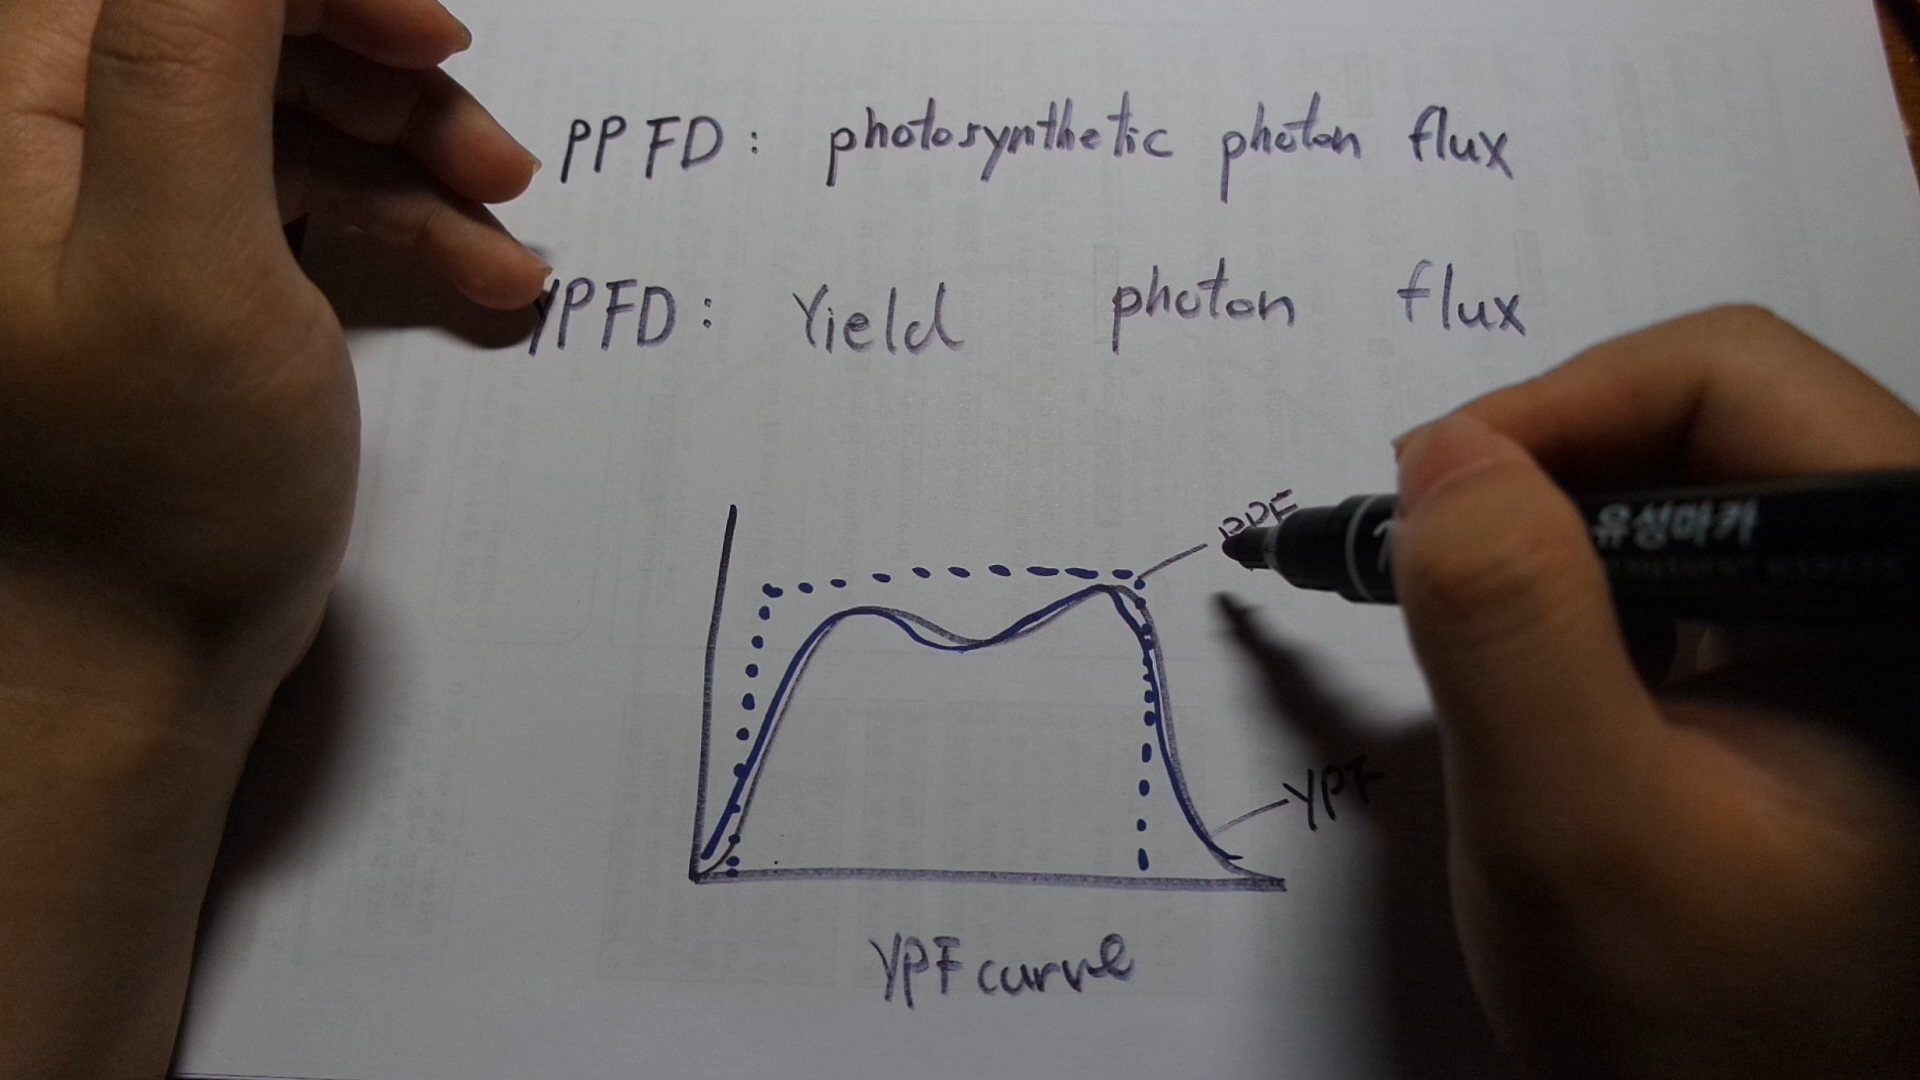 PPFD: photosynthetic photon flux
YPFD: Yield photon flux
PPF
유성마카
YPF
YPF curve